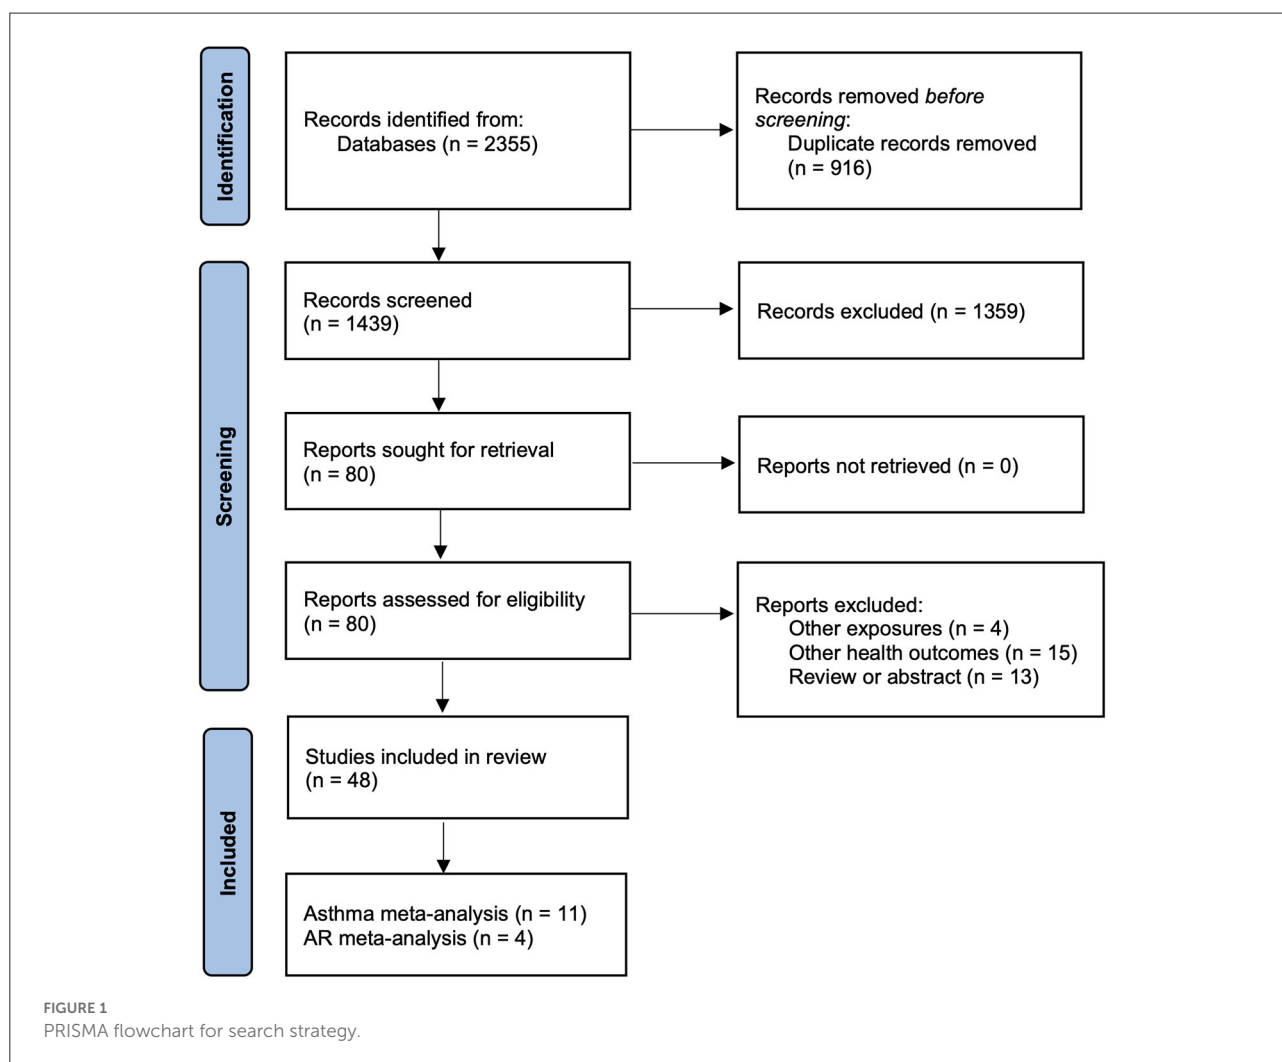 Identification
Records identified from:
Databases (n = 2355)
Records removed before
screening:
Duplicate records removed
(n = 916)
Screening
Records screened
(n = 1439)
Records excluded (n = 1359)
Reports sought for retrieval
(n = 80)
Reports not retrieved (n = 0)
Reports assessed for eligibility
(n = 80)
Reports excluded:
Other exposures (n = 4)
Other health outcomes (n = 15)
Review or abstract (n = 13)
Included
Studies included in review
(n = 48)
Asthma meta-analysis (n = 11)
AR meta-analysis (n = 4)
FIGURE 1
PRISMA flowchart for search strategy.